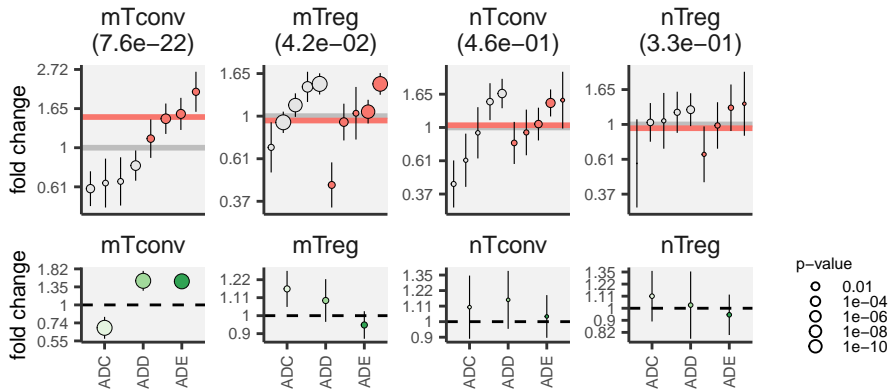 mTconv
(7.6e−22)
mTreg
(4.2e−02)
nTconv
(4.6e−01)
nTreg
(3.3e−01)
fold change
2.72
1.65
1
0.61
1.65
1
0.61
0.37
1.65
1
0.61
0.37
1.65
1
0.61
0.37
mTconv
mTreg
nTconv
nTreg
fold change
1.82
1.35
1
0.74
0.55
1.22
1.11
1
0.9
1.35
1.22
1.11
1
0.9
1.35
1.22
1.11
1
0.9
0.82
ADC
ADD
ADE
ADC
ADD
ADE
ADC
ADD
ADE
ADC
ADD
ADE
p−value
0.01
1e−04
1e−06
1e−08
1e−10